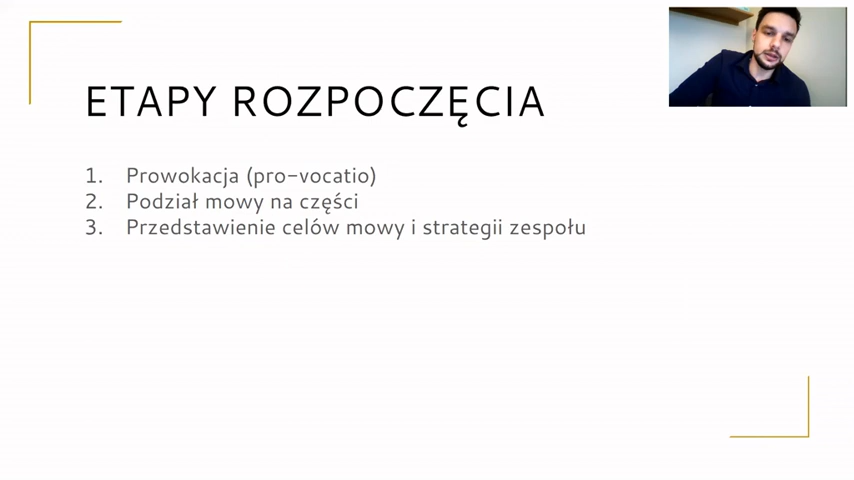 ETAPY ROZPOCZĘCIA
1. Prowokacja (pro-vocatio)
2. Podział mowy na części
3. Przedstawienie celów mowy i strategii zespołu